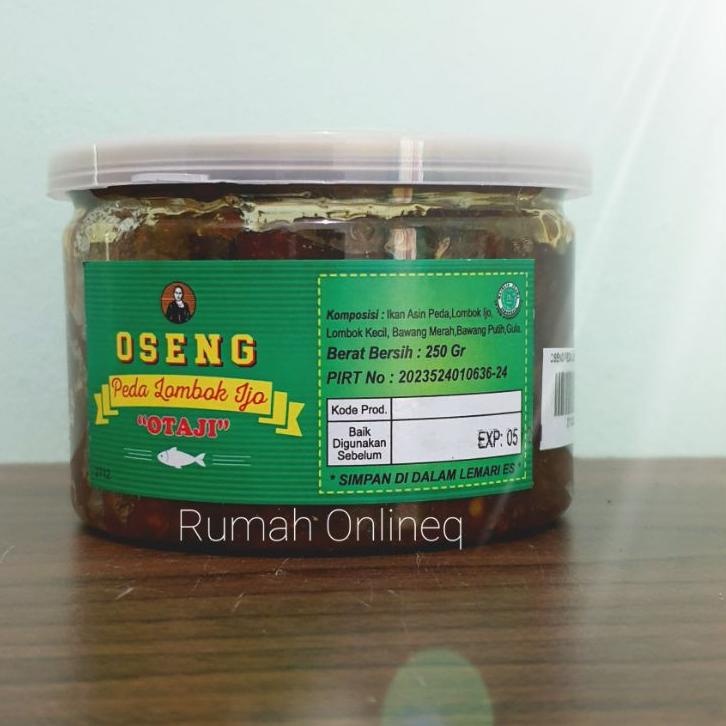 OSENG
Peda Lombok Ijo
"OTAJI"
Komposisi : Ikan Asin Peda,Lombok Ijo,
Lombok Kecil, Bawang Merah,Bawang Putih,Gula.
Berat Bersih : 250 Gr
PIRT No : 2023524010636-24
Kode Prod.
Baik
Digunakan
Sebelum
EXP: 05
* SIMPAN DI DALAM LEMARI ES *
Rumah Onlineq